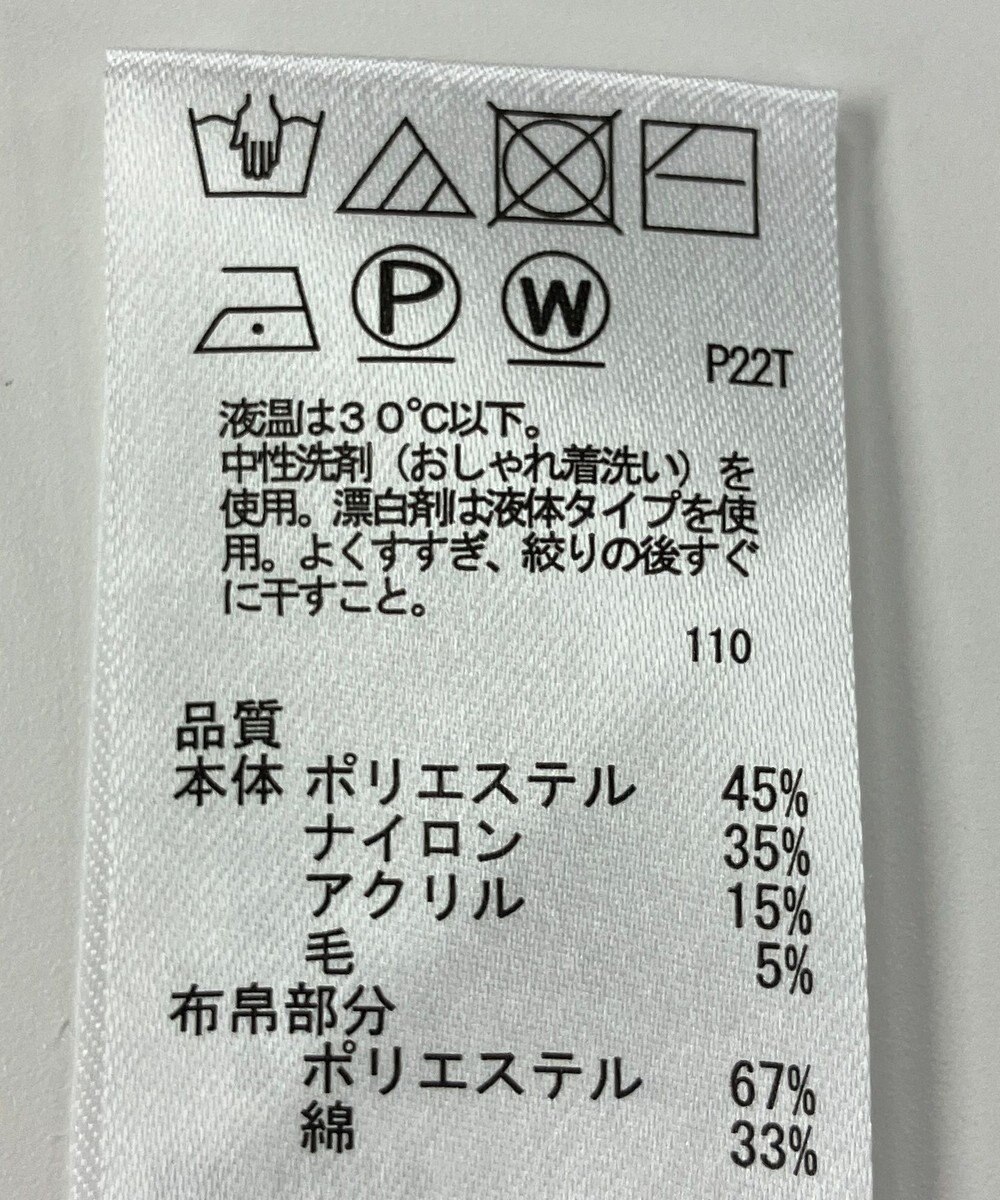 P W
P22T
液温は30℃以下。
中性洗剤（おしゃれ着洗い）を
使用。漂白剤は液体タイプを使
用。よくすすぎ、絞りの後すぐ
に干すこと。
110
品質
本体 ポリエステル 45%
ナイロン 35%
アクリル 15%
毛 5%
布帛部分
ポリエステル 67%
綿 33%